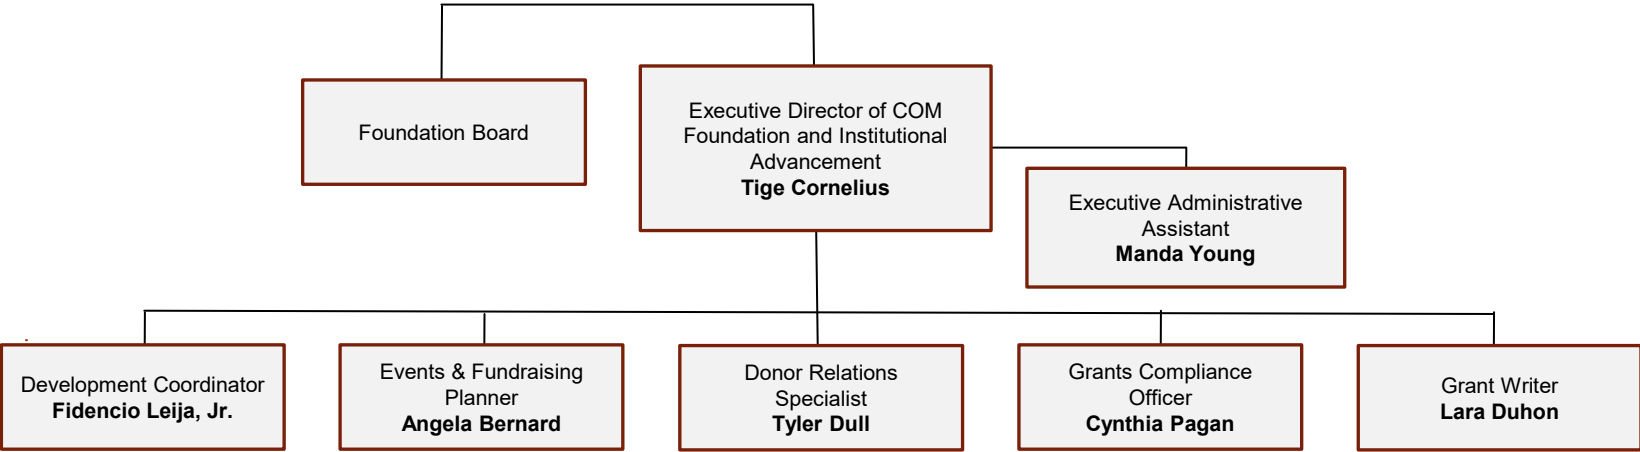 Foundation Board
Executive Director of COM
Foundation and Institutional
Advancement
Tige Cornelius
Executive Administrative
Assistant
Manda Young
Development Coordinator
Fidencio Leija, Jr.
Events & Fundraising
Planner
Angela Bernard
Donor Relations
Specialist
Tyler Dull
Grants Compliance
Officer
Cynthia Pagan
Grant Writer
Lara Duhon